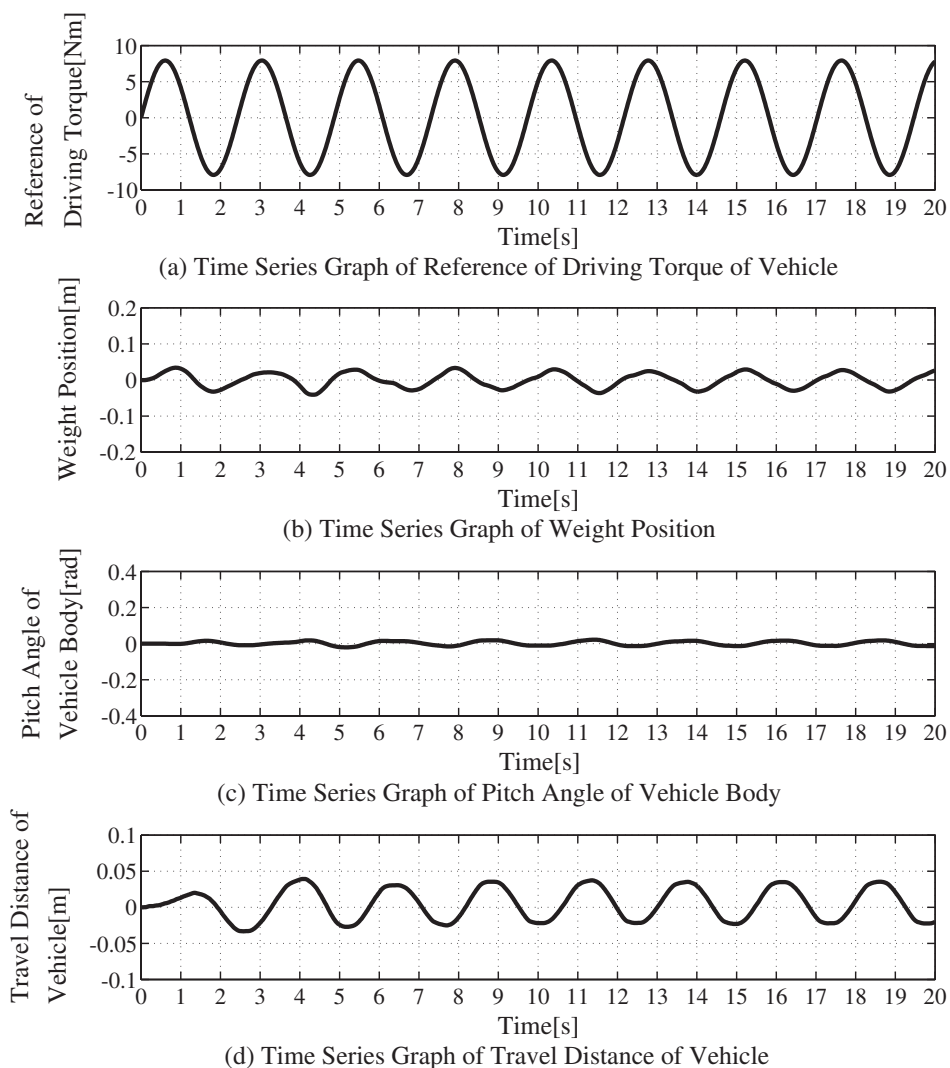 Reference of
Driving Torque[Nm]
10
5
0
-5
-10
0 1 2 3 4 5 6 7 8 9 10 11 12 13 14 15 16 17 18 19 20
Time[s]
(a) Time Series Graph of Reference of Driving Torque of Vehicle
Weight Position[m]
0.2
0.1
0
-0.1
-0.2
0 1 2 3 4 5 6 7 8 9 10 11 12 13 14 15 16 17 18 19 20
Time[s]
(b) Time Series Graph of Weight Position
Pitch Angle of
Vehicle Body[rad]
0.4
0.2
0
-0.2
-0.4
0 1 2 3 4 5 6 7 8 9 10 11 12 13 14 15 16 17 18 19 20
Time[s]
(c) Time Series Graph of Pitch Angle of Vehicle Body
Travel Distance of
Vehicle[m]
0.1
0.05
0
-0.05
-0.1
0 1 2 3 4 5 6 7 8 9 10 11 12 13 14 15 16 17 18 19 20
Time[s]
(d) Time Series Graph of Travel Distance of Vehicle